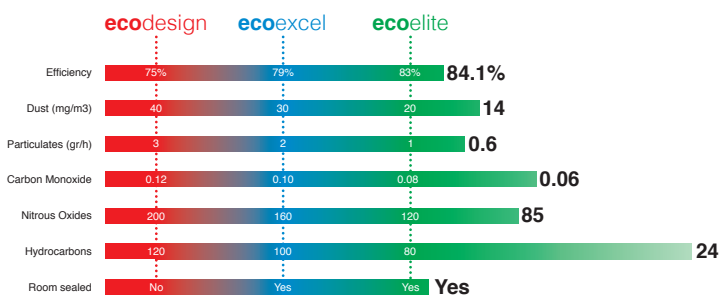 ecodesign ecoexcel ecoelite
Efficiency 75% 79% 83% 84.1%
Dust (mg/m3) 40 30 20 14
Particulates (gr/h) 3 2 1 0.6
Carbon Monoxide 0.12 0.10 0.08 0.06
Nitrous Oxides 200 160 120 85
Hydrocarbons 120 100 80 24
Room sealed No Yes Yes Yes